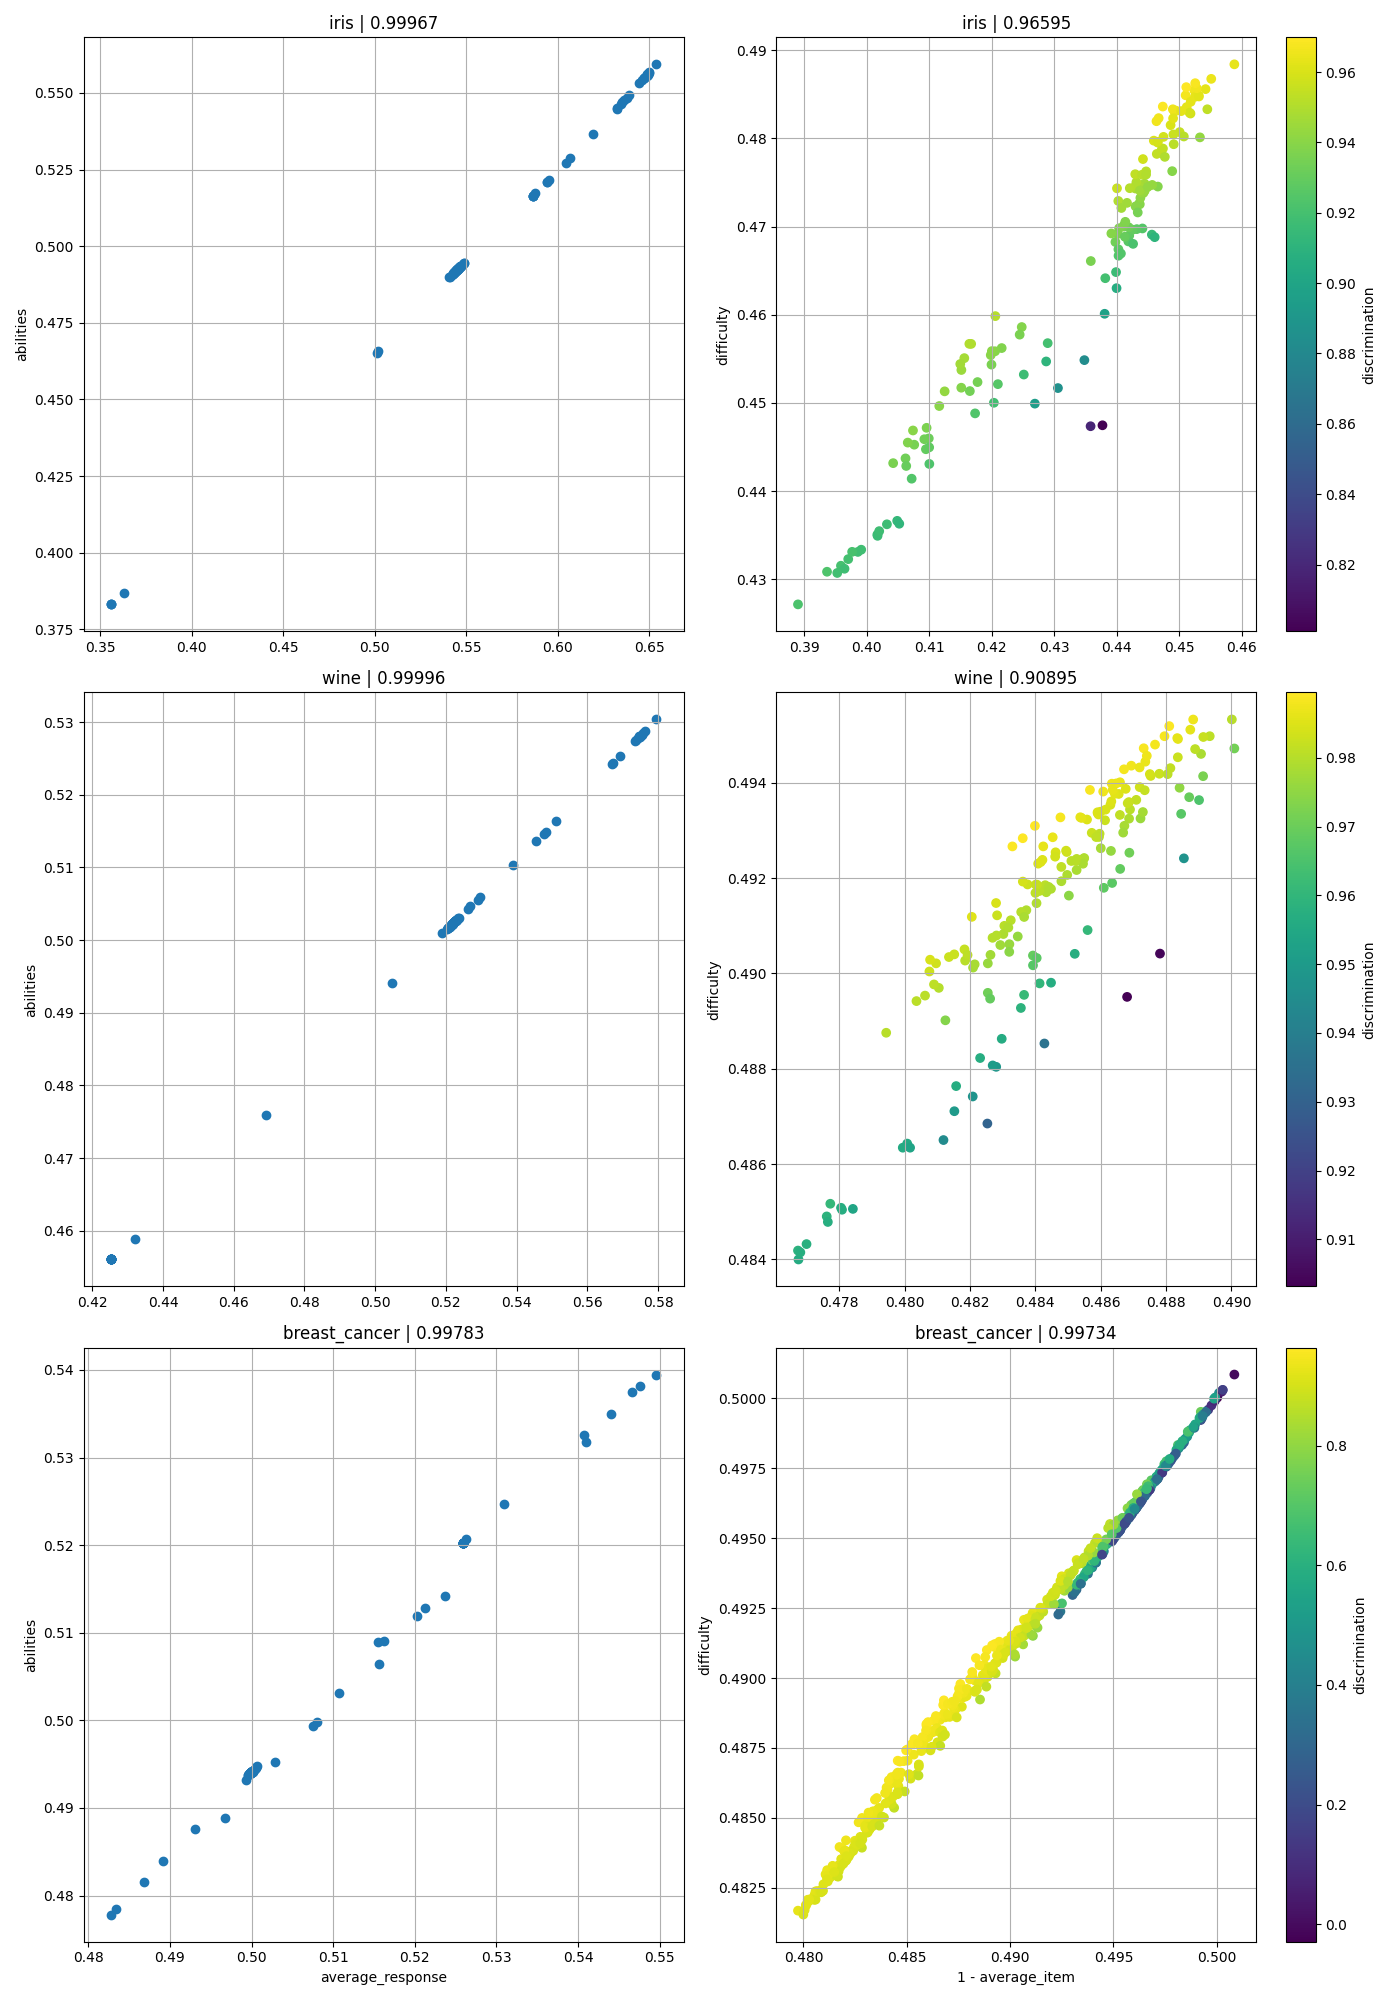 iris | 0.99967
0.550
0.525
0.500
0.475
0.450
0.425
0.400
0.375
abilities
0.35 0.40 0.45 0.50 0.55 0.60 0.65
iris | 0.96595
0.49
0.48
0.47
0.46
0.45
0.44
0.43
difficulty
0.39 0.40 0.41 0.42 0.43 0.44 0.45 0.46
0.96
0.94
0.92
0.90
0.88
0.86
0.84
0.82
discrimination
wine | 0.99996
0.53
0.52
0.51
0.50
0.49
0.48
0.47
0.46
abilities
0.42 0.44 0.46 0.48 0.50 0.52 0.54 0.56 0.58
wine | 0.90895
0.494
0.492
0.490
0.488
0.486
0.484
difficulty
0.478 0.480 0.482 0.484 0.486 0.488 0.490
0.98
0.97
0.96
0.95
0.94
0.93
0.92
0.91
discrimination
breast_cancer | 0.99783
0.54
0.53
0.52
0.51
0.50
0.49
0.48
abilities
0.48 0.49 0.50 0.51 0.52 0.53 0.54 0.55
average_response
breast_cancer | 0.99734
0.5000
0.4975
0.4950
0.4925
0.4900
0.4875
0.4850
0.4825
difficulty
0.480 0.485 0.490 0.495 0.500
1 - average_item
0.8
0.6
0.4
0.2
0.0
discrimination